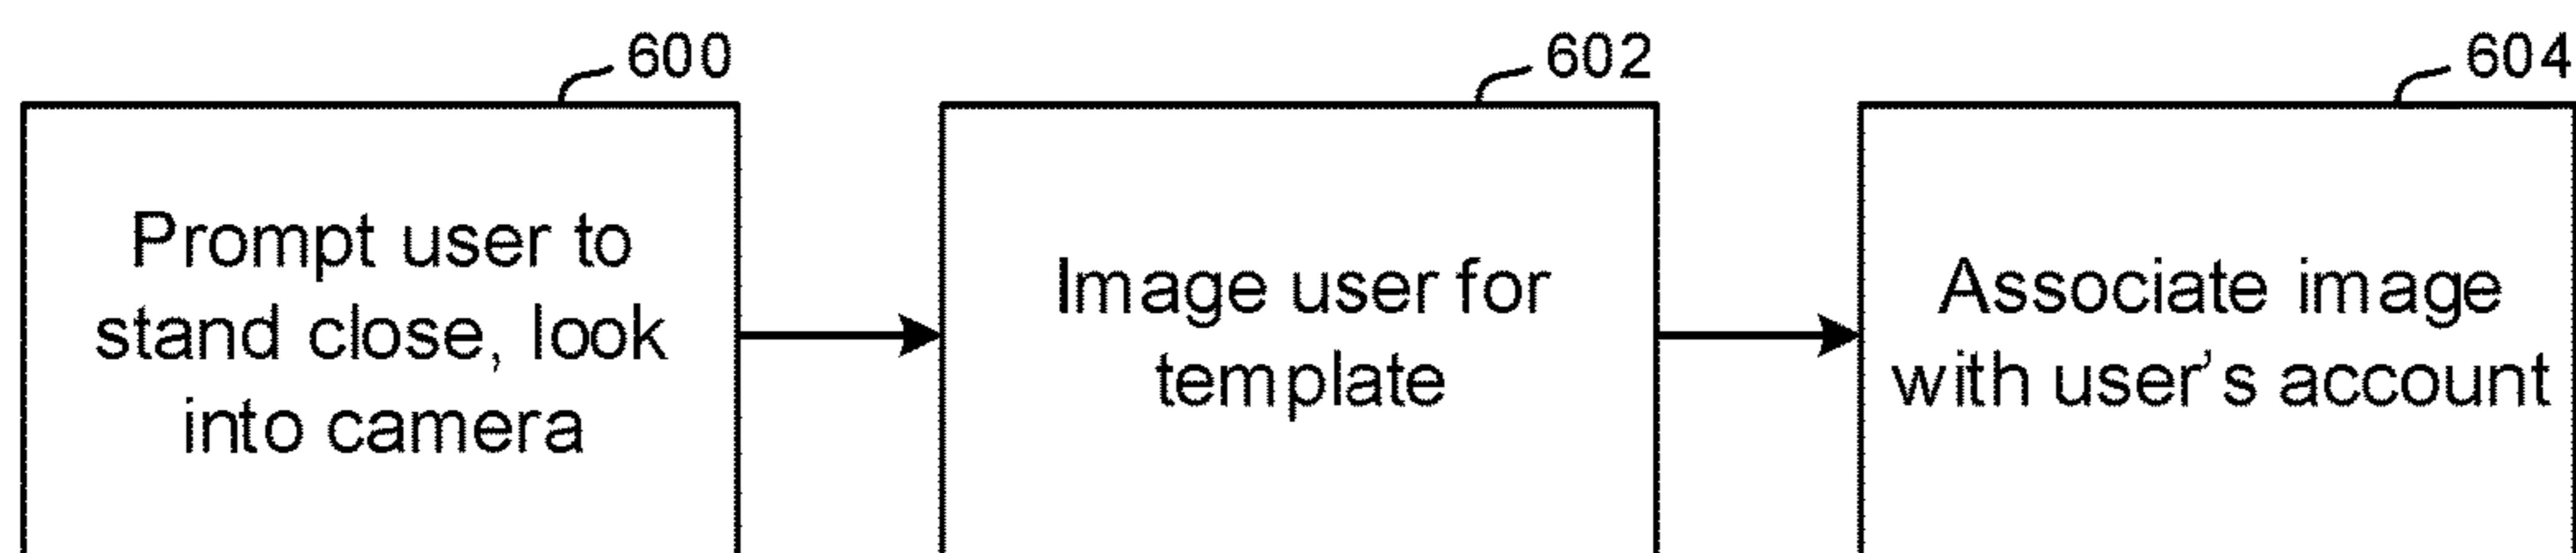 600
Prompt user to
stand close, look
into camera
602
Image user for
template
604
Associate image
with user’s account